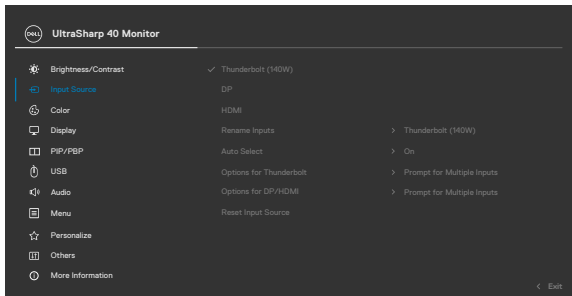 DELL UltraSharp 40 Monitor
Brightness/Contrast Thunderbolt (140W)
Input Source DP
Color HDMI
Display Rename Inputs Thunderbolt (140W)
PIP/PBP Auto Select On
USB Options for Thunderbolt Prompt for Multiple Inputs
Audio Options for DP/HDMI Prompt for Multiple Inputs
Menu Reset Input Source
Personalize
Others
More Information
Exit